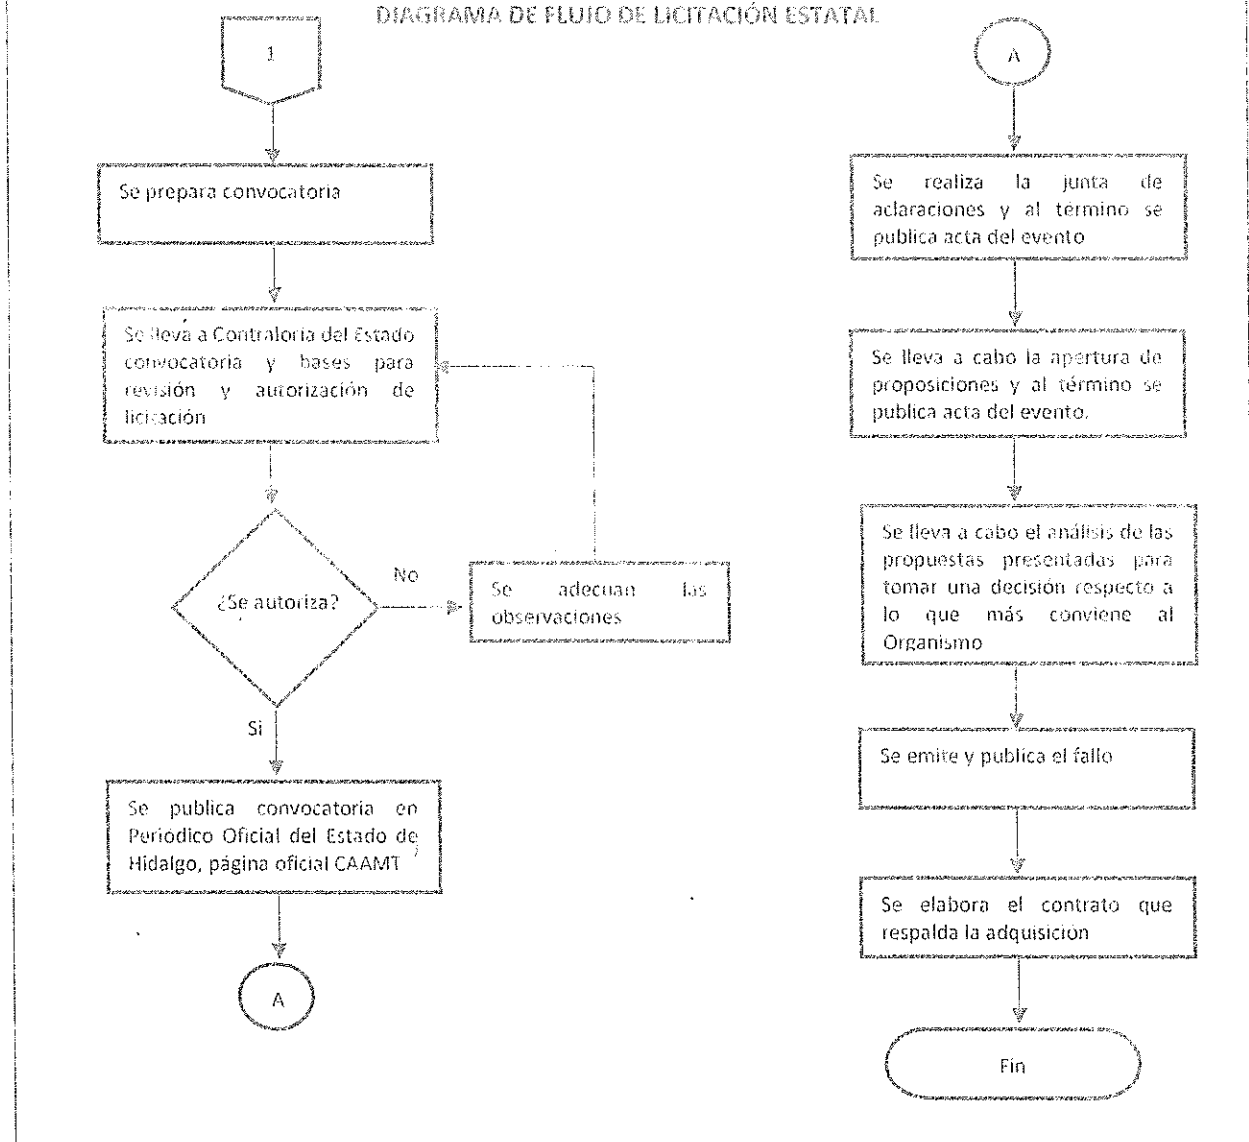 DIAGRAMA DE FLUJO DE LICITACIÓN ESTATAL
1
Se prepara convocatoria
Se lleva a Contraloría del Estado
convocatoria y bases para
revisión y autorización de
licitación
¿Se autoriza?
No
Se adecuan las
observaciones
Si
Se publica convocatoria en
Periódico Oficial del Estado de
Hidalgo, página oficial CAAMT
A
A
Se realiza la junta de
aclaraciones y al término se
publica acta del evento
Se lleva a cabo la apertura de
proposiciones y al término se
publica acta del evento.
Se lleva a cabo el análisis de las
propuestas presentadas para
tomar una decisión respecto a
lo que más conviene al
Organismo
Se emite y publica el fallo
Se elabora el contrato que
respalda la adquisición
Fin